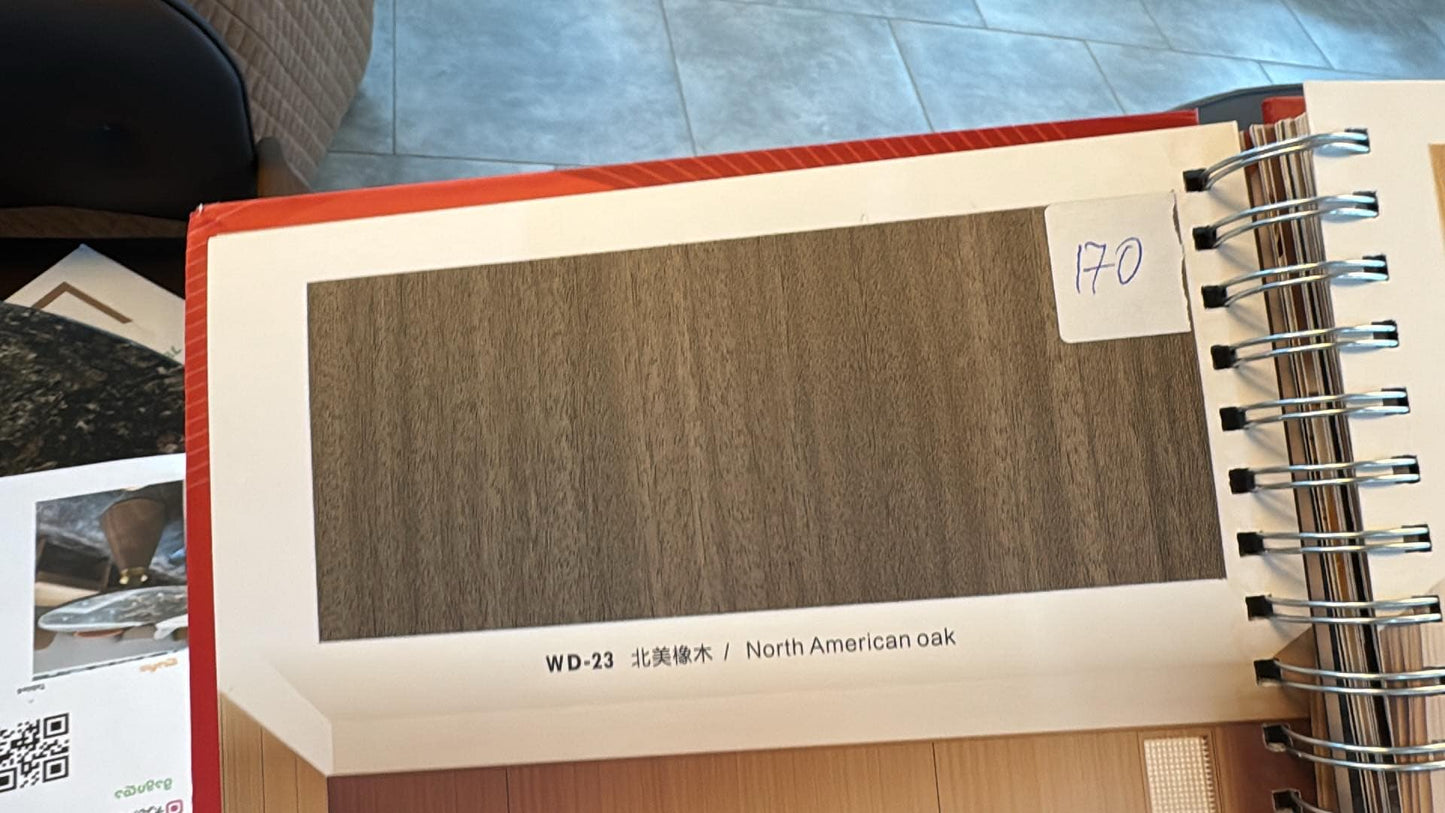 170
WD-23 北美橡木 / North American oak